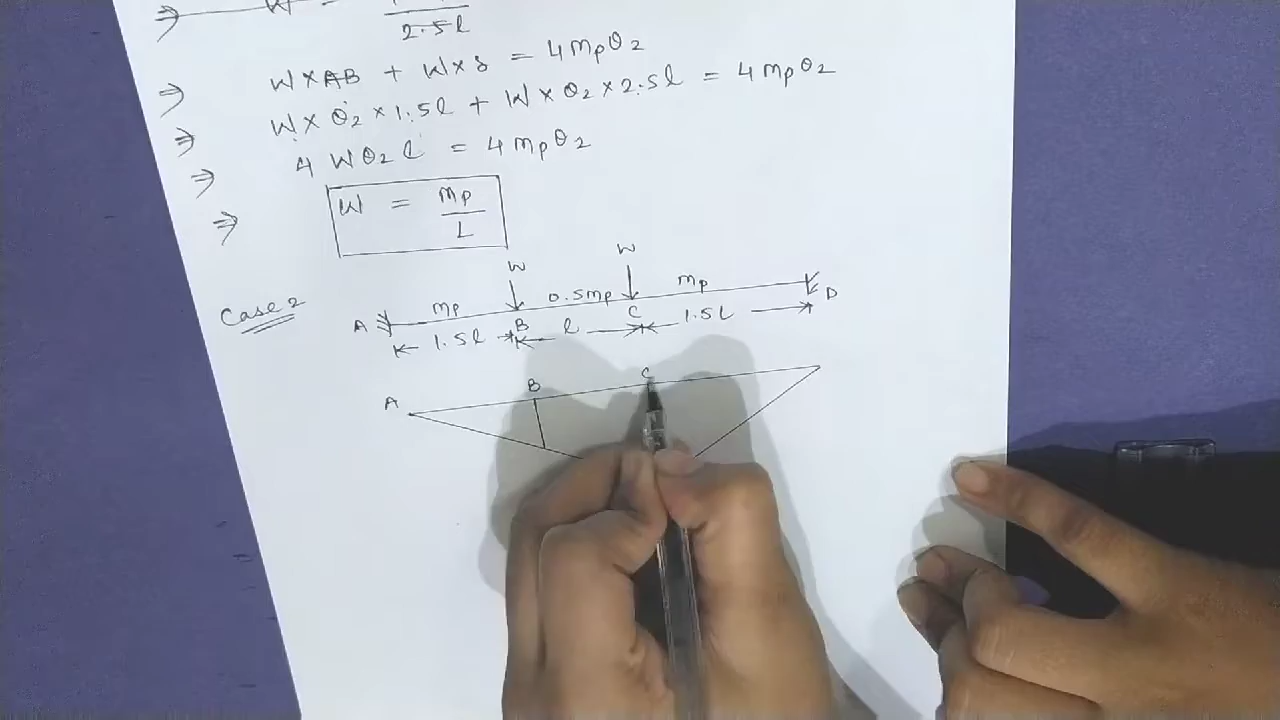 ⇒ W
2.5l
⇒ W×AB + W×δ = 4MpΘ2
⇒ W×Θ2×1.5l + W×Θ2×2.5l = 4MpΘ2
⇒ 4WΘ2l = 4MpΘ2
⇒ W = Mp/L
Case 2
W W
A Mp 0.5Mp Mp D
1.5l B l C 1.5L
A B C